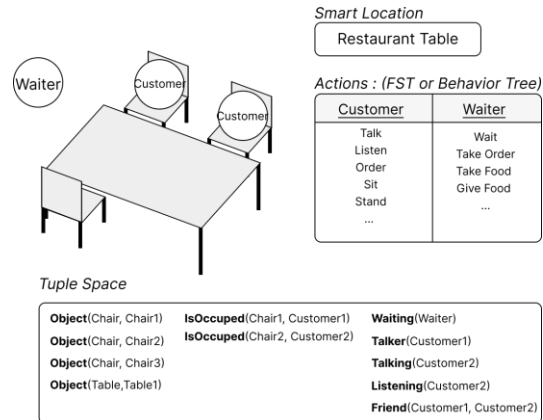 Smart Location
Restaurant Table
Waiter
Customer
Customer
Actions : (FST or Behavior Tree)
Customer
Waiter
Talk
Listen
Order
Sit
Stand
...
Wait
Take Order
Take Food
Give Food
...
Tuple Space
Object(Chair, Chair1)
Object(Chair, Chair2)
Object(Chair, Chair3)
Object(Table,Table1)
IsOccuped(Chair1, Customer1)
IsOccuped(Chair2, Customer2)
Waiting(Waiter)
Talker(Customer1)
Talking(Customer2)
Listening(Customer2)
Friend(Customer1, Customer2)